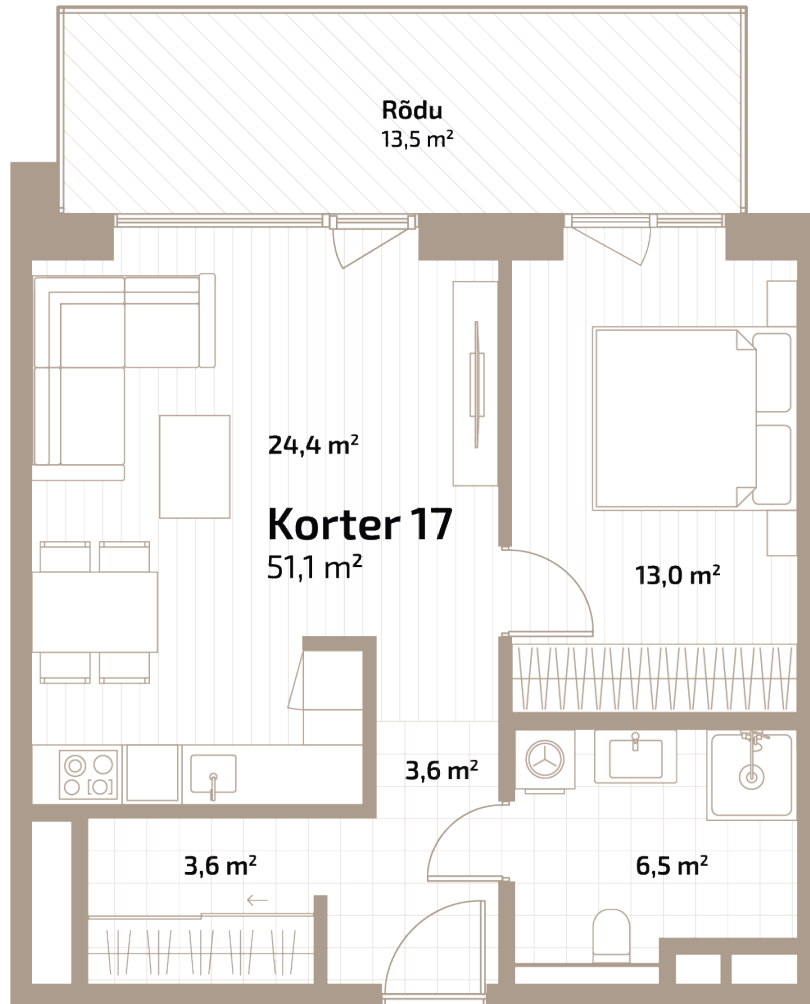 Rõdu
13,5 m²
24,4 m²
Korter 17
51,1 m²
13,0 m²
3,6 m²
3,6 m²
6,5 m²